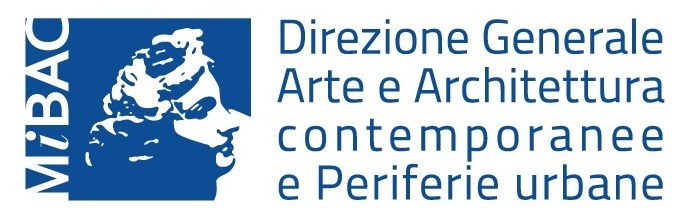 MiBAC
Direzione Generale
Arte e Architettura
contemporanee
e Periferie urbane